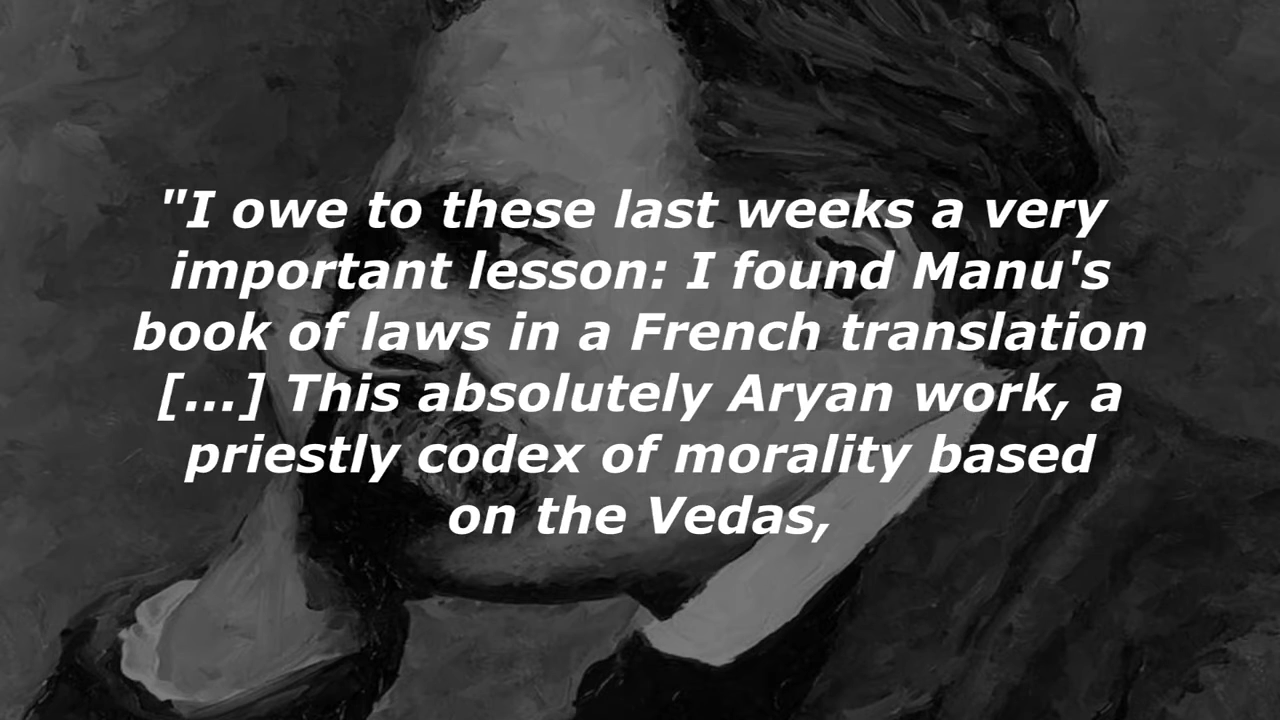 "I owe to these last weeks a very
important lesson: I found Manu's
book of laws in a French translation
[...] This absolutely Aryan work, a
priestly codex of morality based
on the Vedas,